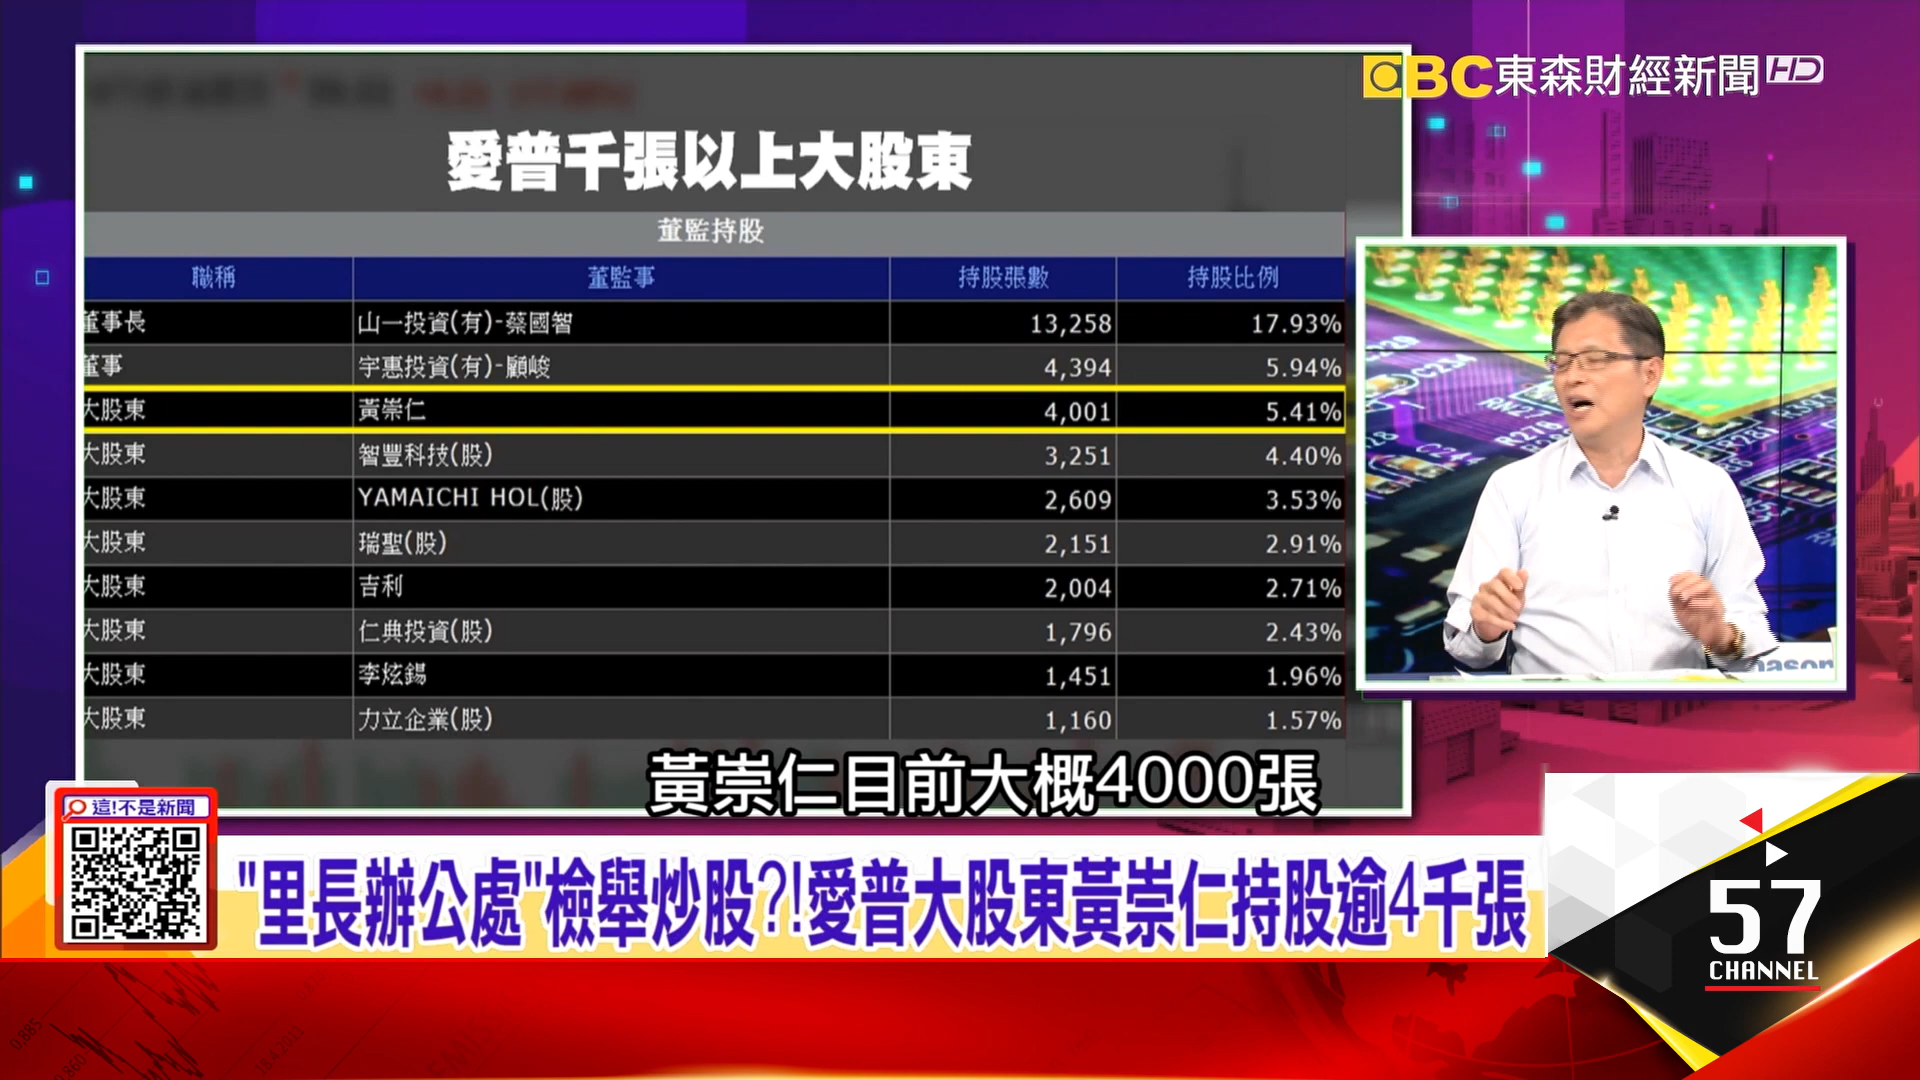 EBC東森財經新聞HD
愛普千張以上大股東
董監持股
職稱 董監事 持股張數 持股比例
董事長 山一投資(有)-蔡國智 13,258 17.93%
董事 宇惠投資(有)-顧峻 4,394 5.94%
大股東 黃崇仁 4,001 5.41%
大股東 智豐科技(股) 3,251 4.40%
大股東 YAMAICHI HOL(股) 2,609 3.53%
大股東 瑞聖(股) 2,151 2.91%
大股東 吉利 2,004 2.71%
大股東 仁典投資(股) 1,796 2.43%
大股東 李炫錫 1,451 1.96%
大股東 力立企業(股) 1,160 1.57%
黃崇仁目前大概4000張
這!不是新聞
"里長辦公處"檢舉炒股?!愛普大股東黃崇仁持股逾4千張
57
CHANNEL